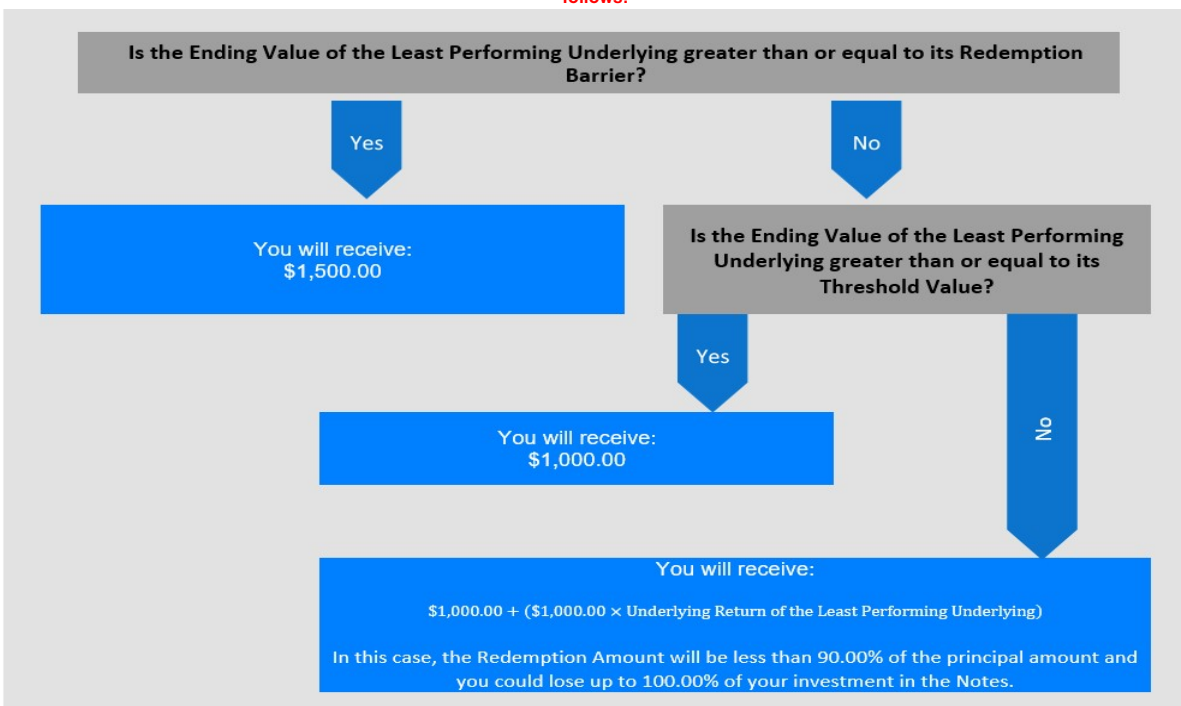 follows:
Is the Ending Value of the Least Performing Underlying greater than or equal to its Redemption
Barrier?
Yes
No
You will receive:
$1,500.00
Is the Ending Value of the Least Performing
Underlying greater than or equal to its
Threshold Value?
Yes
No
You will receive:
$1,000.00
You will receive:
$1,000.00 + ($1,000.00 × Underlying Return of the Least Performing Underlying)
In this case, the Redemption Amount will be less than 90.00% of the principal amount and
you could lose up to 100.00% of your investment in the Notes.